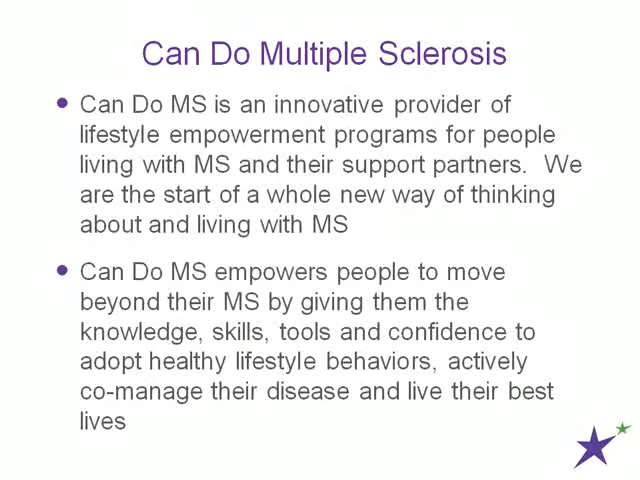 Can Do Multiple Sclerosis
• Can Do MS is an innovative provider of
lifestyle empowerment programs for people
living with MS and their support partners.  We
are the start of a whole new way of thinking
about and living with MS
• Can Do MS empowers people to move
beyond their MS by giving them the
knowledge, skills, tools and confidence to
adopt healthy lifestyle behaviors, actively
co-manage their disease and live their best
lives